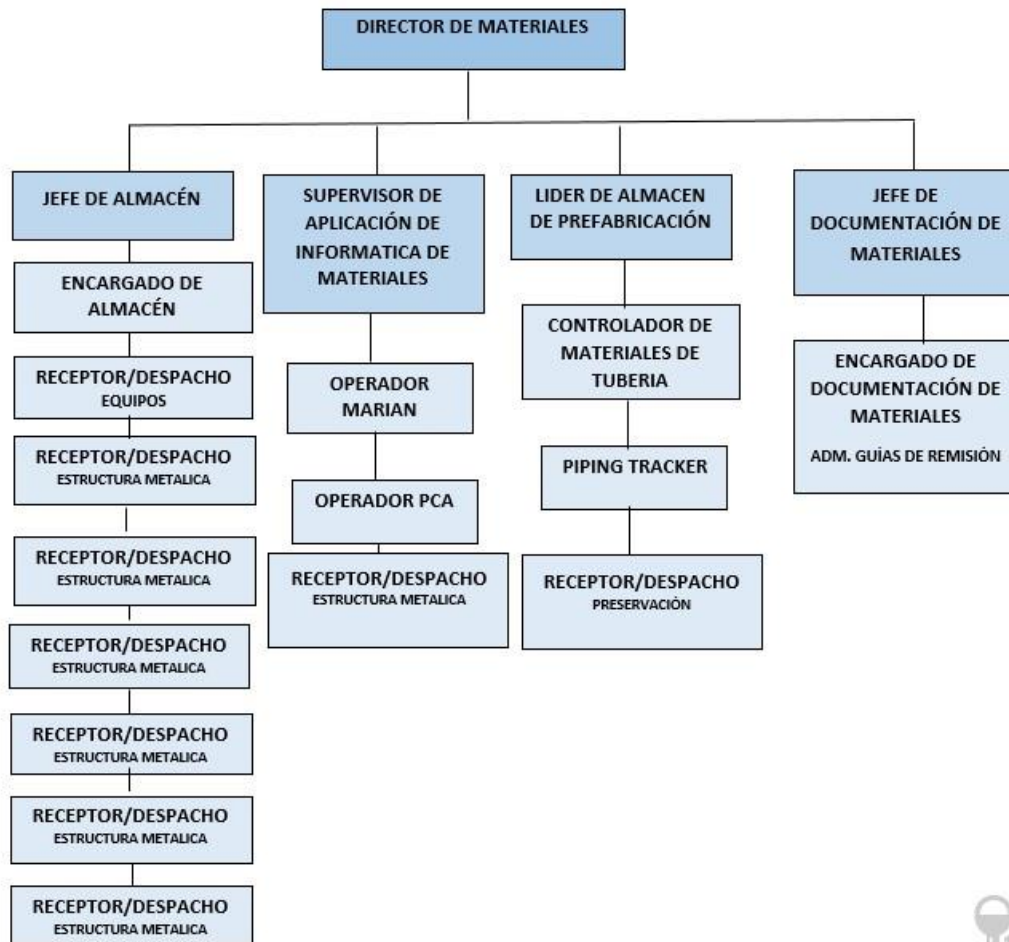 DIRECTOR DE MATERIALES
JEFE DE ALMACÉN
ENCARGADO DE
ALMACÉN
RECEPTOR/DESPACHO
EQUIPOS
RECEPTOR/DESPACHO
ESTRUCTURA METALICA
RECEPTOR/DESPACHO
ESTRUCTURA METALICA
RECEPTOR/DESPACHO
ESTRUCTURA METALICA
RECEPTOR/DESPACHO
ESTRUCTURA METALICA
RECEPTOR/DESPACHO
ESTRUCTURA METALICA
RECEPTOR/DESPACHO
ESTRUCTURA METALICA
SUPERVISOR DE
APLICACIÓN DE
INFORMATICA DE
MATERIALES
OPERADOR
MARIAN
OPERADOR PCA
RECEPTOR/DESPACHO
ESTRUCTURA METALICA
LIDER DE ALMACEN
DE PREFABRICACIÓN
CONTROLADOR DE
MATERIALES DE
TUBERIA
PIPING TRACKER
RECEPTOR/DESPACHO
PRESERVACIÓN
JEFE DE
DOCUMENTACIÓN DE
MATERIALES
ENCARGADO DE
DOCUMENTACIÓN DE
MATERIALES
ADM. GUÍAS DE REMISIÓN